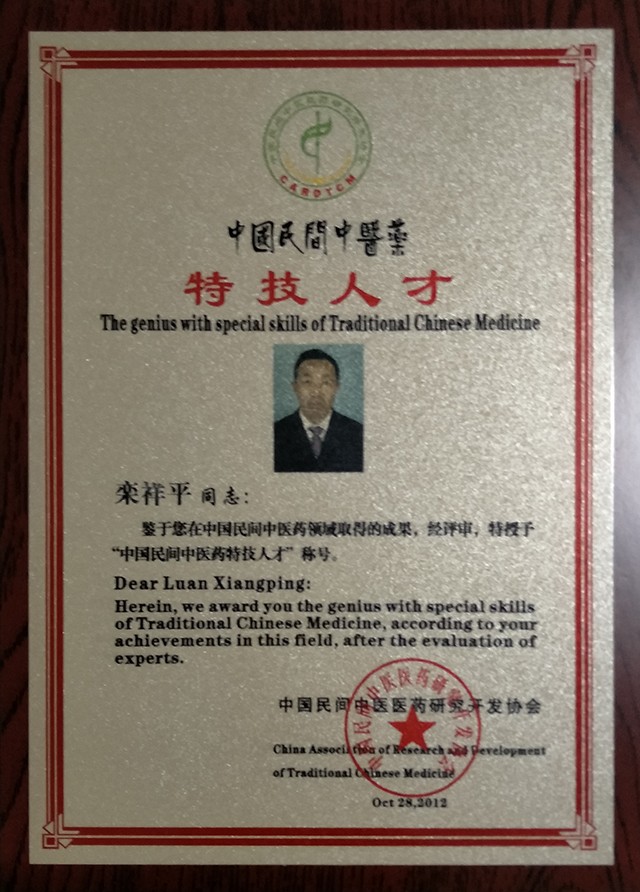 CARDTCM
中國民間中醫藥
特技人才
The genius with special skills of Traditional Chinese Medicine
栾祥平 同志：
鉴于您在中国民间中医药领域取得的成果，经评审，特授予
“中国民间中医药特技人才”称号。
Dear Luan Xiangping:
Herein, we award you the genius with special skills
of Traditional Chinese Medicine, according to your
achievements in this field, after the evaluation of
experts.
中国民间中医医药研究开发协会
China Association of Research and Development
of Traditional Chinese Medicine
Oct 28,2012